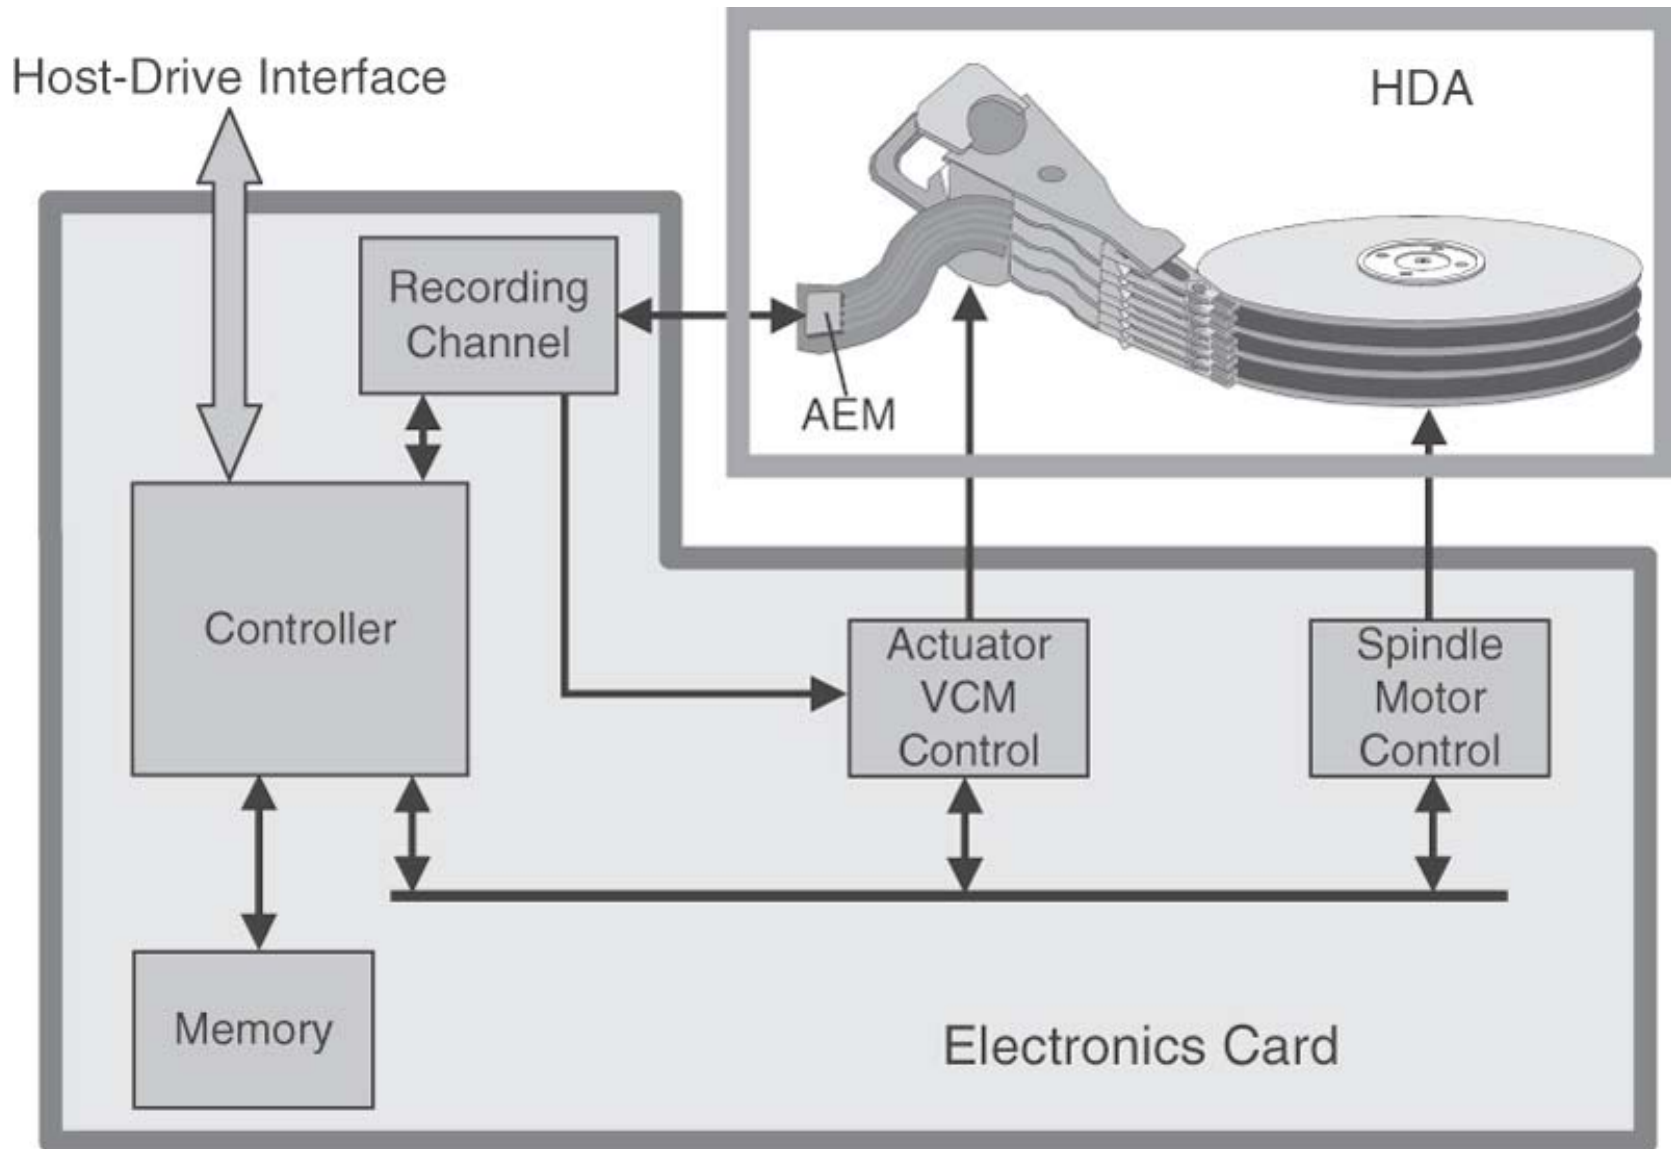 Host-Drive Interface
HDA
Recording
Channel
AEM
Controller
Actuator
VCM
Control
Spindle
Motor
Control
Memory
Electronics Card